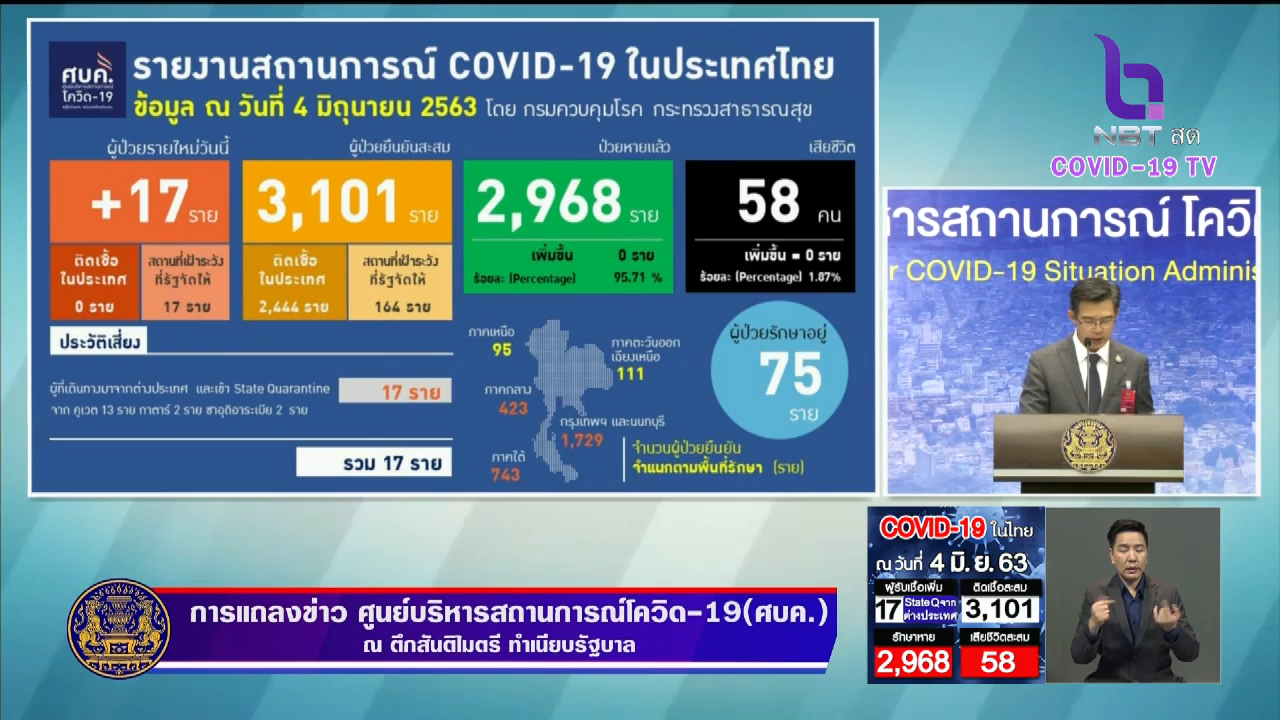 ศบค.
โควิด-19
รายงานสถานการณ์ COVID-19 ในประเทศไทย
ข้อมูล ณ วันที่ 4 มิถุนายน 2563 โดย กรมควบคุมโรค กระทรวงสาธารณสุข
ผู้ป่วยรายใหม่วันนี้
+17 ราย
ติดเชื้อ
ในประเทศ
0 ราย
สถานที่เฝ้าระวัง
ที่รัฐจัดให้
17 ราย
ผู้ป่วยยืนยันสะสม
3,101 ราย
ติดเชื้อ
ในประเทศ
2,444 ราย
สถานที่เฝ้าระวัง
ที่รัฐจัดให้
164 ราย
ป่วยหายแล้ว
2,968 ราย
เพิ่มขึ้น 0 ราย
ร้อยละ (Percentage) 95.71 %
เสียชีวิต
58 คน
เพิ่มขึ้น = 0 ราย
ร้อยละ (Percentage) 1.87%
ประวัติเสี่ยง
ผู้ที่เดินทางมาจากต่างประเทศ และเข้า State Quarantine
จาก คูเวต 13 ราย กาตาร์ 2 ราย ซาอุดิอาระเบีย 2 ราย
17 ราย
รวม 17 ราย
ภาคเหนือ
95
ภาคตะวันออก
เฉียงเหนือ
111
ภาคกลาง
423
กรุงเทพฯ และนนทบุรี
1,729
ภาคใต้
743
จำนวนผู้ป่วยยืนยัน
จำแนกตามพื้นที่รักษา (ราย)
ผู้ป่วยรักษาอยู่
75
ราย
NBT สด
COVID-19 TV
หารสถานการณ์ โควิ
r COVID-19 Situation Adminis
COVID-19 ในไทย
ณ วันที่ 4 มิ.ย. 63
ผู้รับเชื้อเพิ่ม
17 State Q จาก
ต่างประเทศ
ติดเชื้อสะสม
3,101
รักษาหาย
2,968
เสียชีวิตสะสม
58
การแถลงข่าว ศูนย์บริหารสถานการณ์โควิด-19(ศบค.)
ณ ตึกสันติไมตรี ทำเนียบรัฐบาล